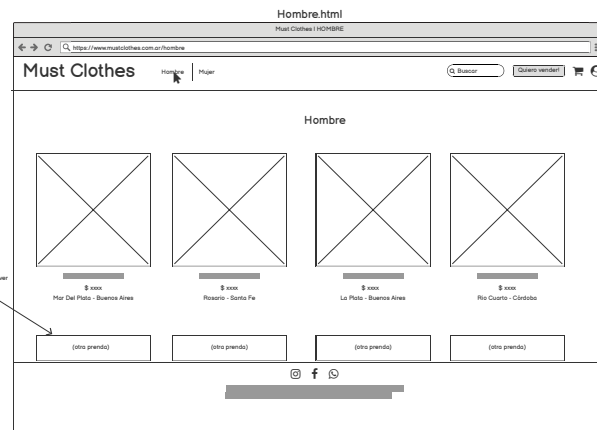 Hombre.html
Must Clothes | HOMBRE
https://www.mustclothes.com.ar/hombre
Must Clothes
Hombre
Mujer
Buscar
Quiero vender!
Hombre
$ xxxx
$ xxxx
$ xxxx
$ xxxx
Mar Del Plata - Buenos Aires
Rosario - Santa Fe
La Plata - Buenos Aires
Rio Cuarto - Córdoba
(otra prenda)
(otra prenda)
(otra prenda)
(otra prenda)